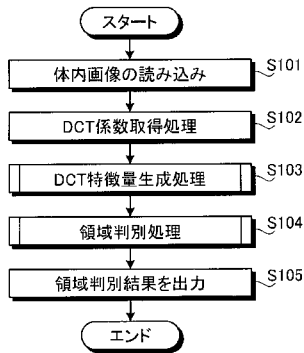 スタート
体内画像の読み込み S101
DCT係数取得処理 S102
DCT特徴量生成処理 S103
領域判別処理 S104
領域判別結果を出力 S105
エンド